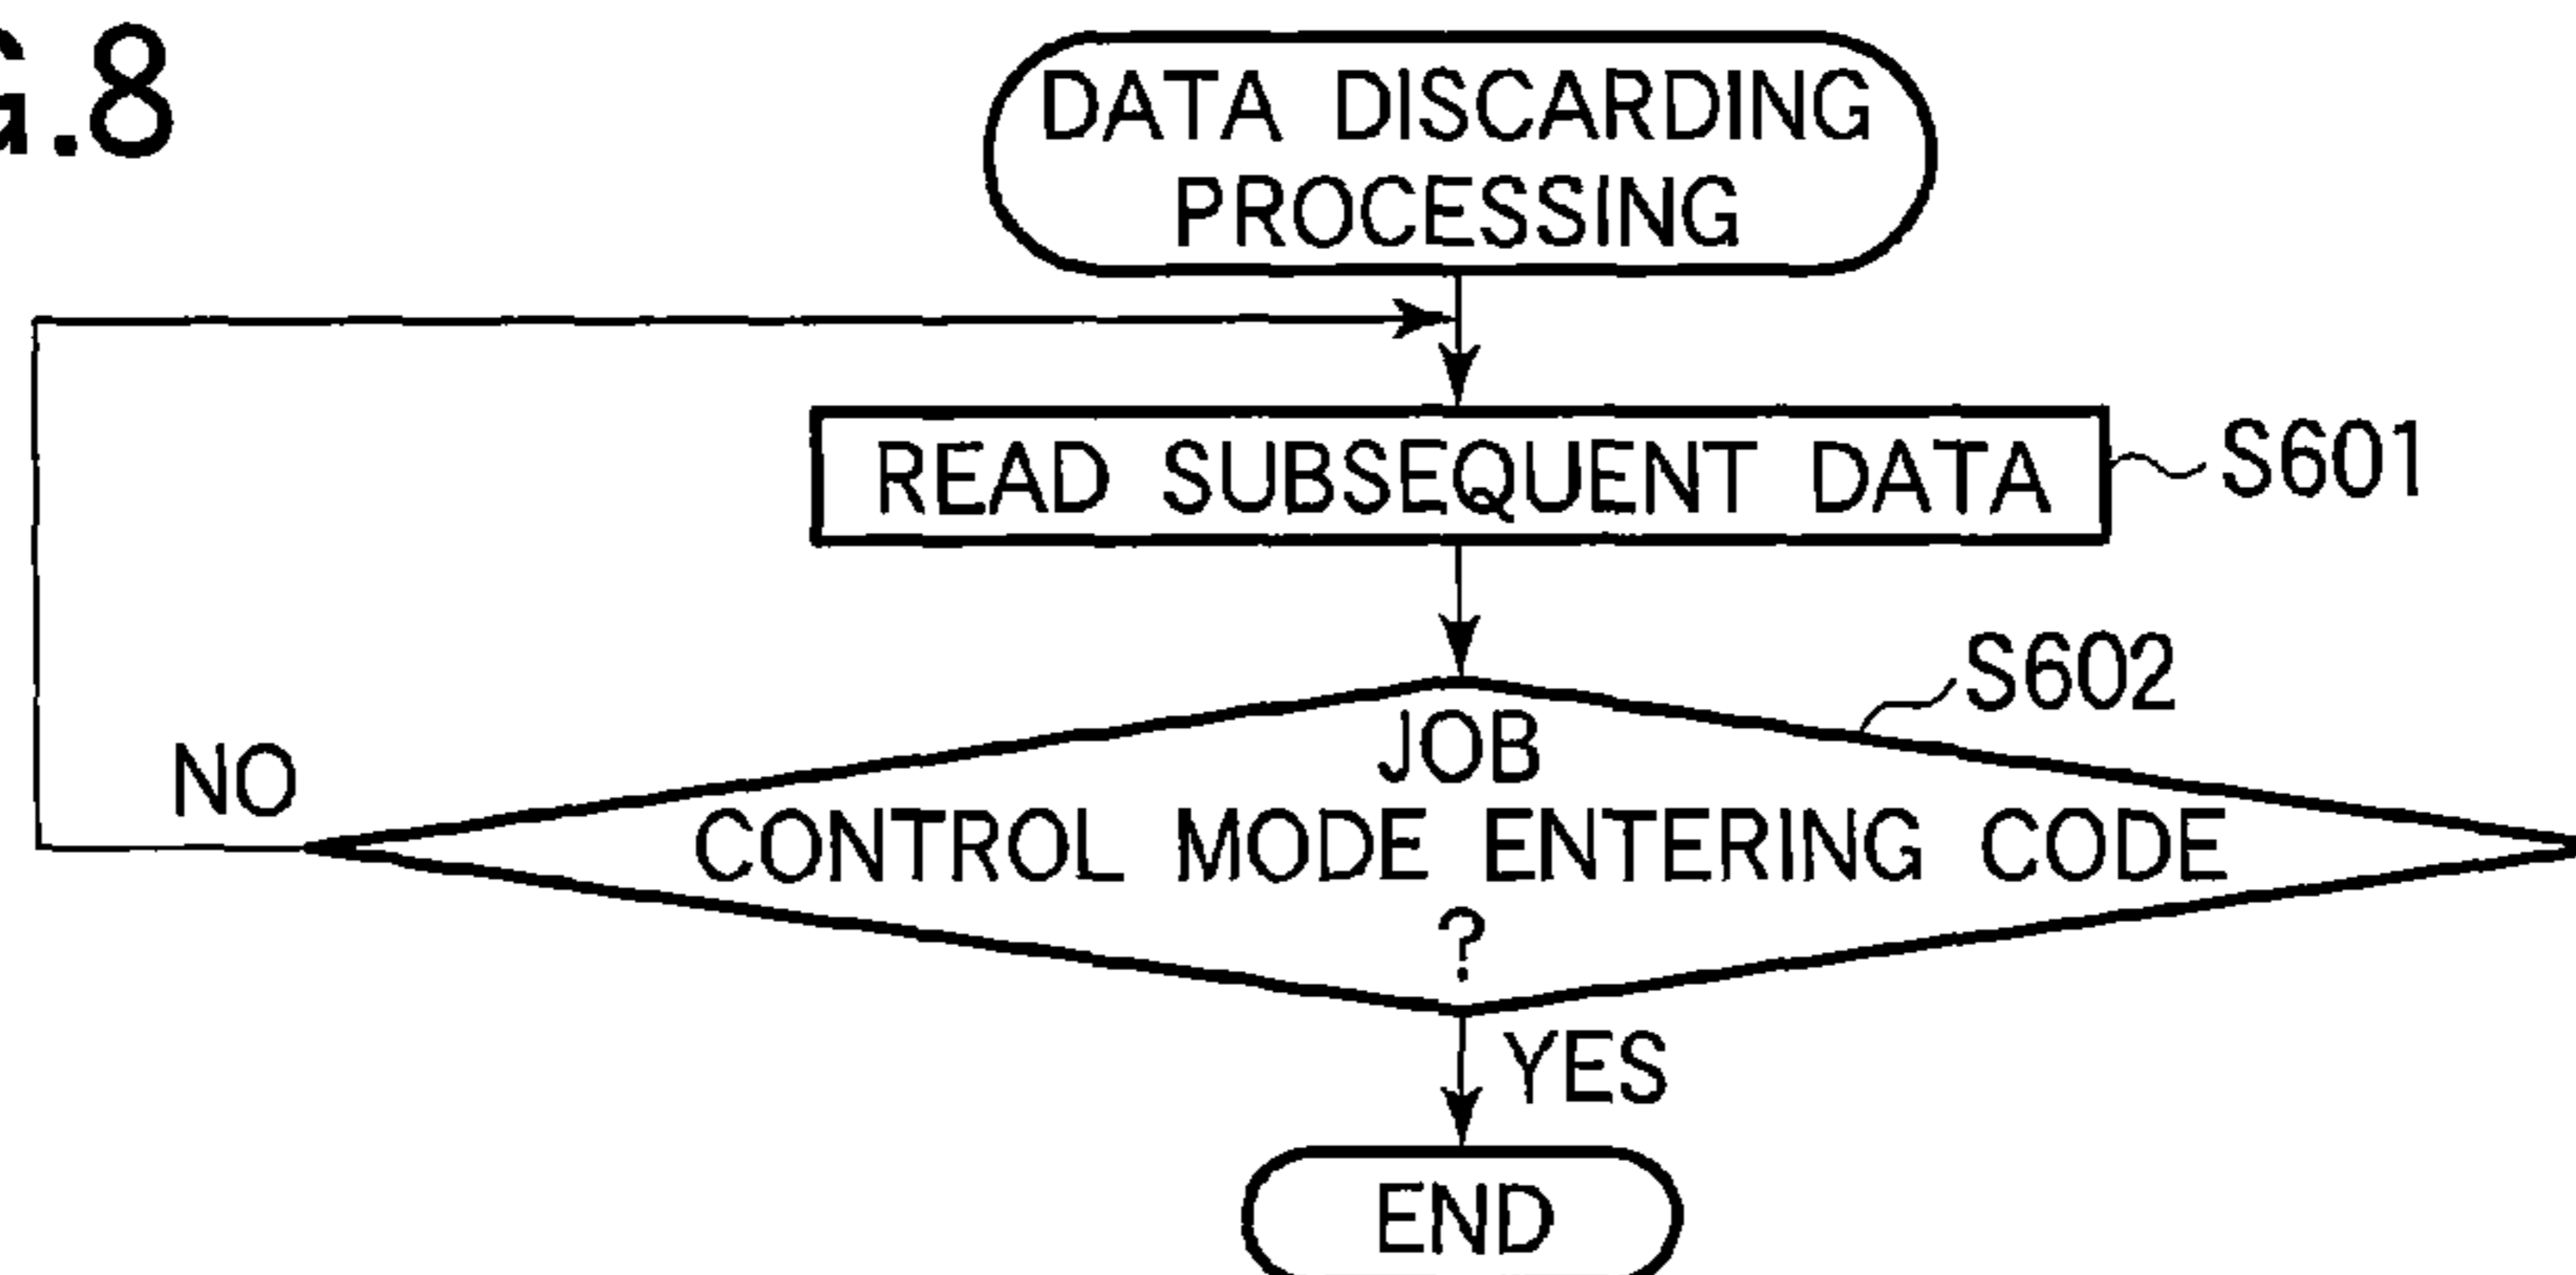 G.8
DATA DISCARDING
PROCESSING
READ SUBSEQUENT DATA
S601
S602
JOB
CONTROL MODE ENTERING CODE
?
NO
YES
END